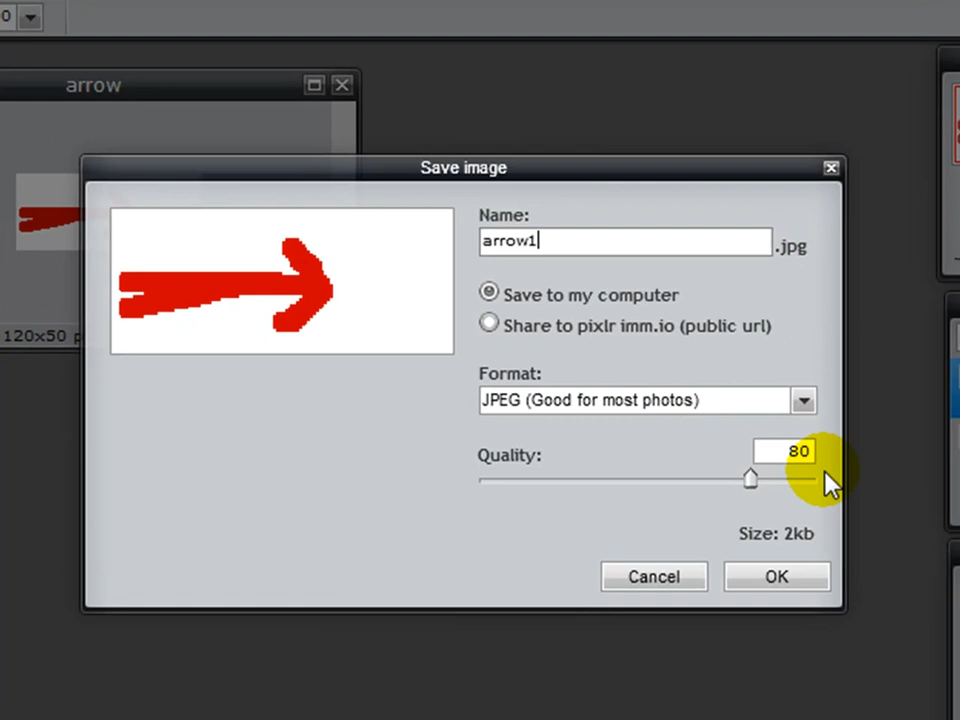 0
arrow
Save image
Name:
arrow1
.jpg
Save to my computer
Share to pixlr imm.io (public url)
120x50 p
Format:
JPEG (Good for most photos)
Quality:
80
Size: 2kb
Cancel
OK